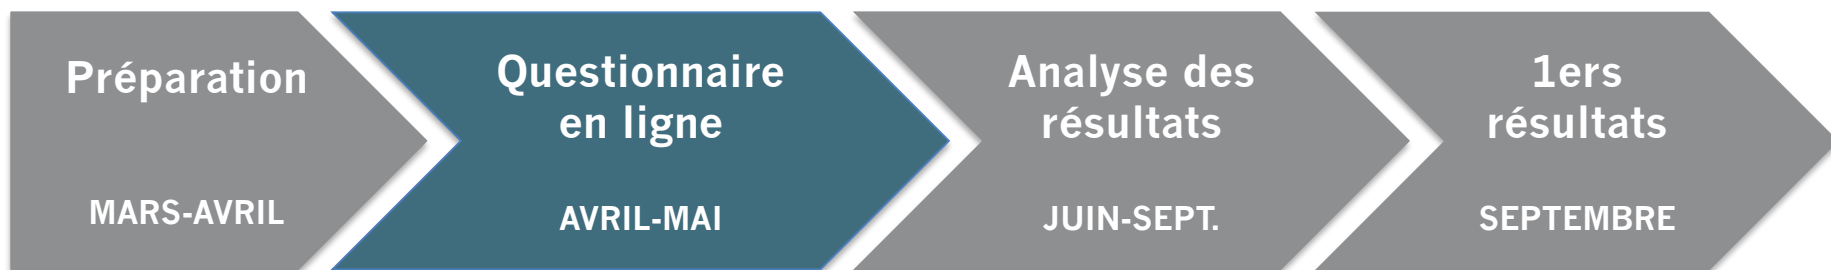 Préparation
MARS-AVRIL
Questionnaire
en ligne
AVRIL-MAI
Analyse des
résultats
JUIN-SEPT.
1ers
résultats
SEPTEMBRE